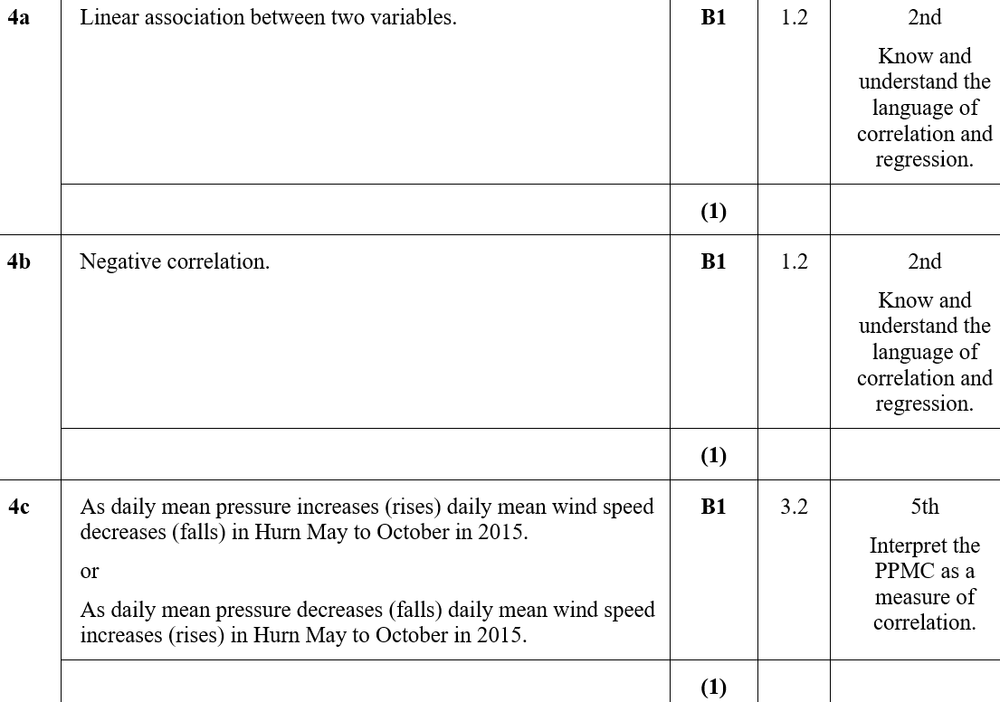 4a Linear association between two variables. B1 1.2 2nd
Know and
understand the
language of
correlation and
regression.
(1)
4b Negative correlation. B1 1.2 2nd
Know and
understand the
language of
correlation and
regression.
(1)
4c As daily mean pressure increases (rises) daily mean wind speed B1 3.2 5th
decreases (falls) in Hurn May to October in 2015.
Interpret the
or
PPMC as a
measure of
As daily mean pressure decreases (falls) daily mean wind speed
correlation.
increases (rises) in Hurn May to October in 2015.
(1)